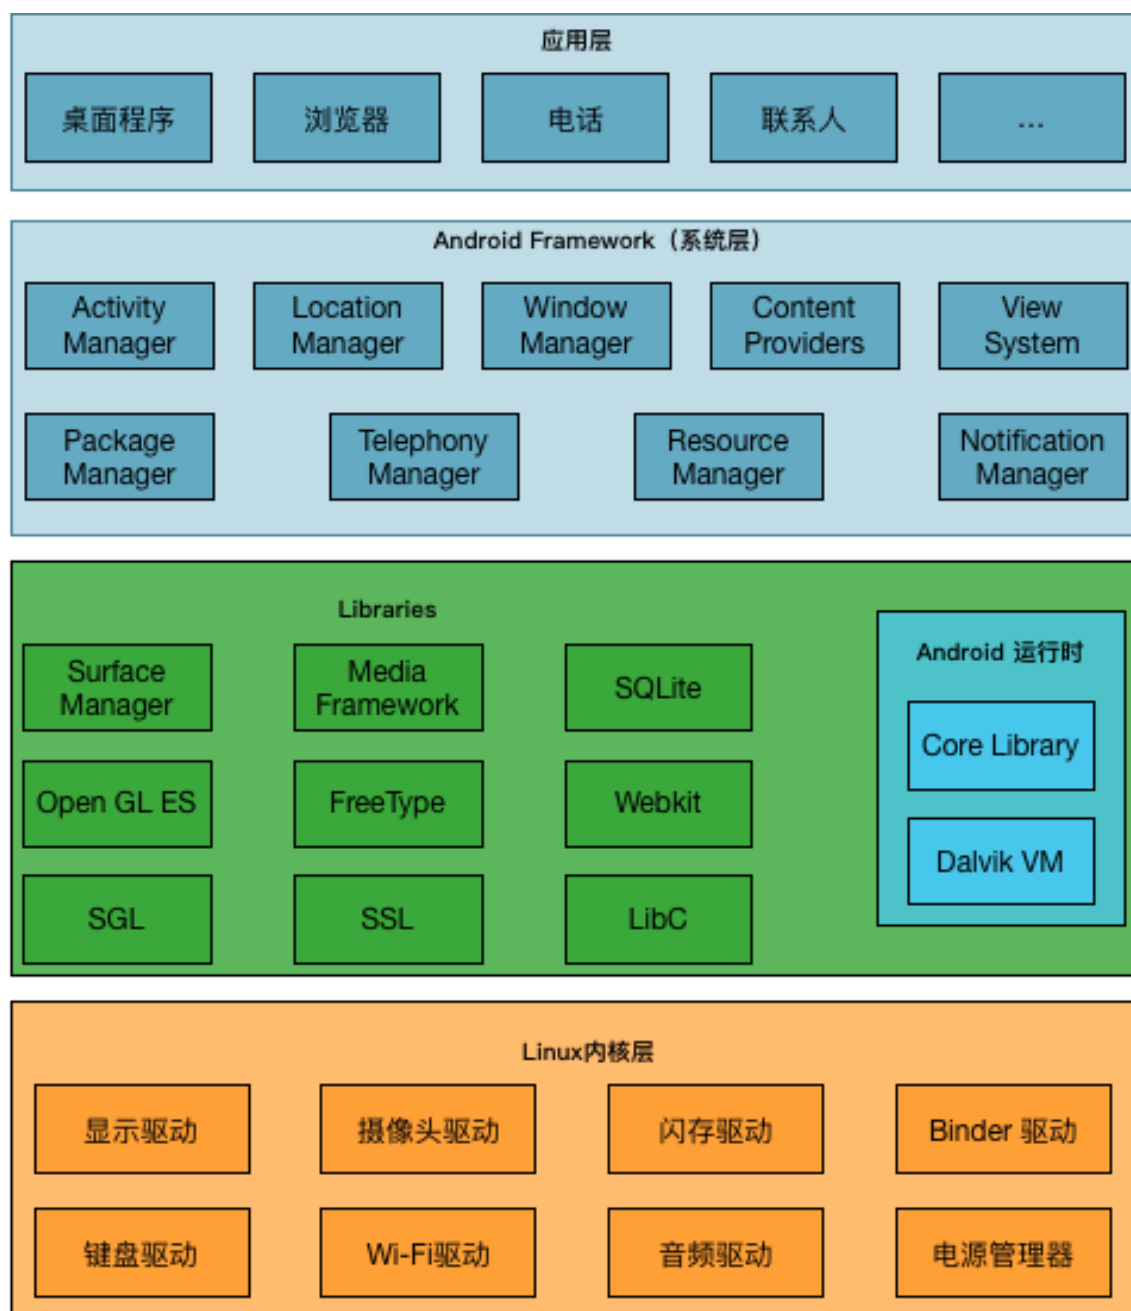 应用层
桌面程序
浏览器
电话
联系人
...
Android Framework（系统层）
Activity
Manager
Location
Manager
Window
Manager
Content
Providers
View
System
Package
Manager
Telephony
Manager
Resource
Manager
Notification
Manager
Libraries
Surface
Manager
Media
Framework
SQLite
Open GL ES
FreeType
Webkit
SGL
SSL
LibC
Android 运行时
Core Library
Dalvik VM
Linux内核层
显示驱动
摄像头驱动
闪存驱动
Binder 驱动
键盘驱动
Wi-Fi驱动
音频驱动
电源管理器